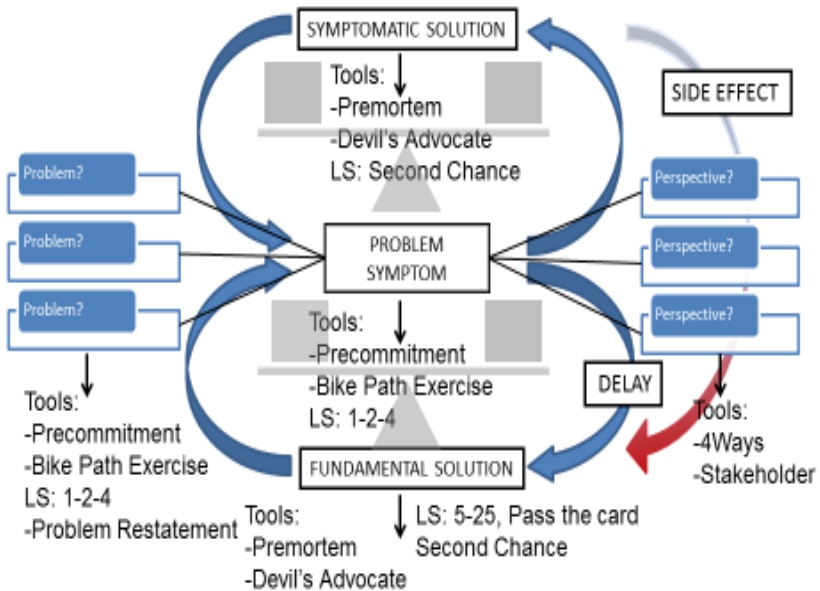 SYMPTOMATIC SOLUTION
Tools:
-Premortem
-Devil's Advocate
LS: Second Chance
SIDE EFFECT
Problem?
Problem?
Problem?
PROBLEM
SYMPTOM
Perspective?
Perspective?
Perspective?
Tools:
-Precommitment
-Bike Path Exercise
LS: 1-2-4
DELAY
Tools:
-Precommitment
-Bike Path Exercise
LS: 1-2-4
-Problem Restatement
Tools:
-4Ways
-Stakeholder
FUNDAMENTAL SOLUTION
Tools:
-Premortem
-Devil's Advocate
LS: 5-25, Pass the card
Second Chance